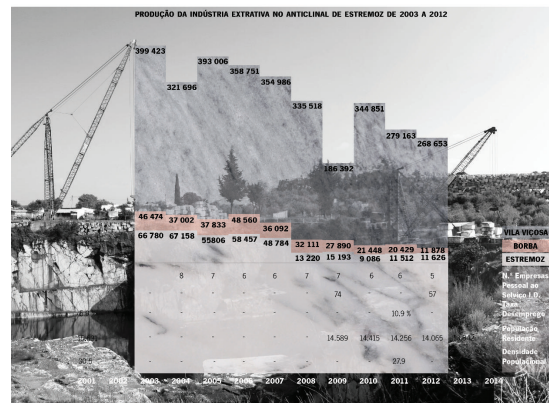 PRODUÇÃO DA INDÚSTRIA EXTRATIVA NO ANTICLINAL DE ESTREMOZ DE 2003 A 2012
399 423 321 696 393 006 358 751 354 986 335 518 186 392 344 851 279 163 268 653
46 474 37 002 37 833 48 560 36 092 32 111 27 890 21 448 20 429 11 878
66 780 67 158 55806 58 457 48 784 13 220 15 193 9 086 11 512 11 626
VILA VIÇOSA
BORBA
ESTREMOZ
- 8 7 6 7 7 7 6 6 5 N.º Empresas
- - - - - - 74 - - 57 Pessoal ao
Serviço I.D.
- - - - - - - - 10,9 % - Taxa
Desemprego
- - - - - - 14.589 14.415 14.256 14.065 População
Residente
- - - - - - - - 27,9 - Densidade
Populacional
2001 2002 2003 2004 2005 2006 2007 2008 2009 2010 2011 2012 2013 2014